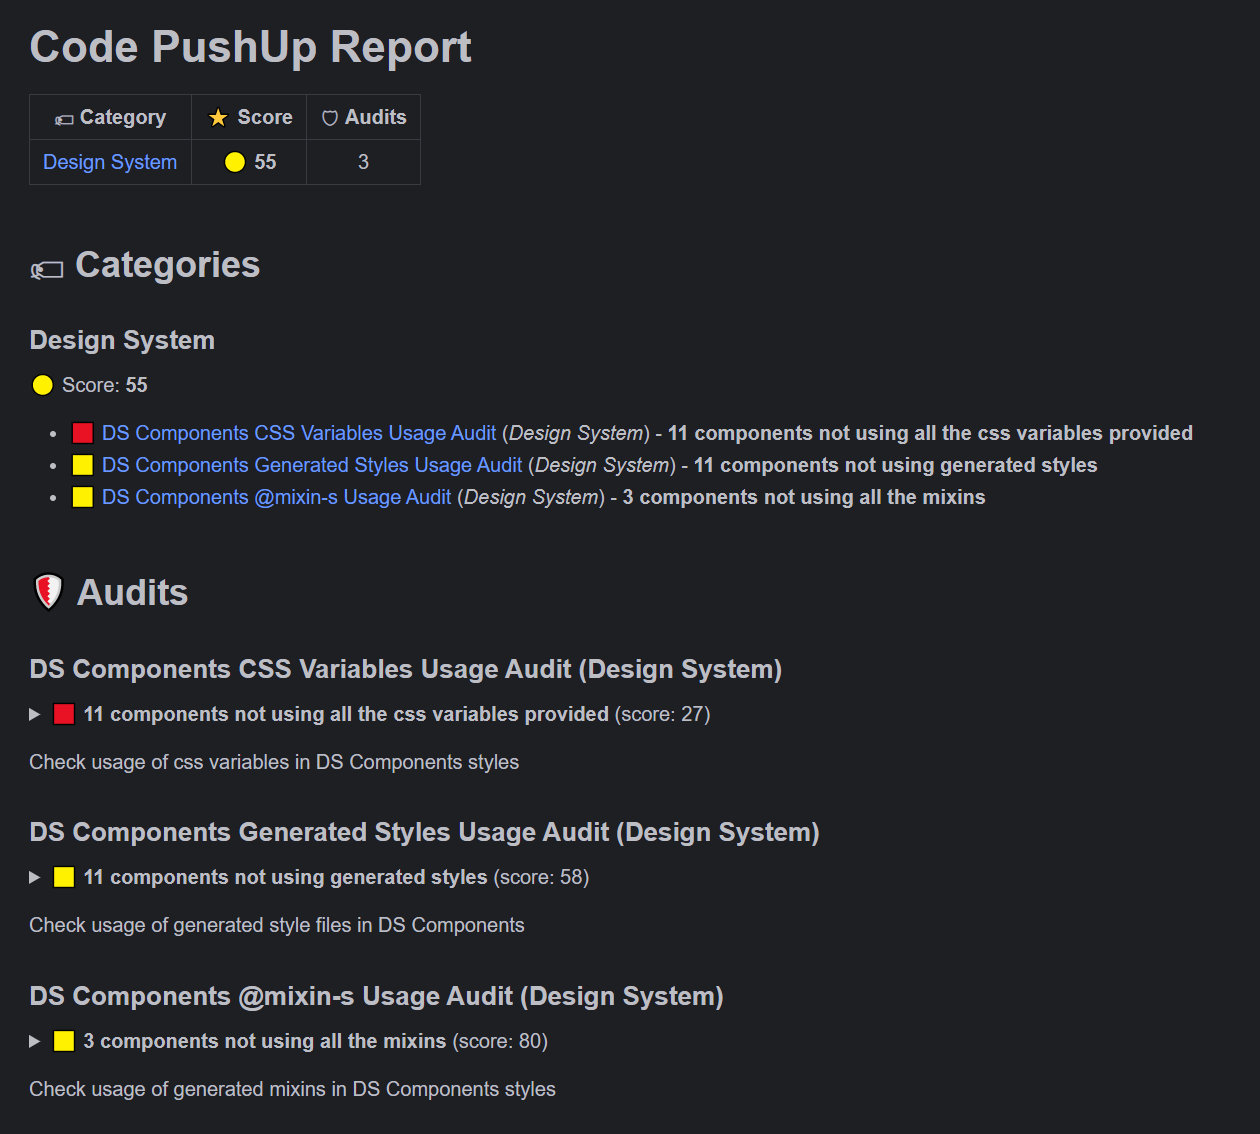 Code PushUp Report
Category Score Audits
Design System 55 3
Categories
Design System
Score: 55
DS Components CSS Variables Usage Audit (Design System) - 11 components not using all the css variables provided
DS Components Generated Styles Usage Audit (Design System) - 11 components not using generated styles
DS Components @mixin-s Usage Audit (Design System) - 3 components not using all the mixins
Audits
DS Components CSS Variables Usage Audit (Design System)
11 components not using all the css variables provided (score: 27)
Check usage of css variables in DS Components styles
DS Components Generated Styles Usage Audit (Design System)
11 components not using generated styles (score: 58)
Check usage of generated style files in DS Components
DS Components @mixin-s Usage Audit (Design System)
3 components not using all the mixins (score: 80)
Check usage of generated mixins in DS Components styles